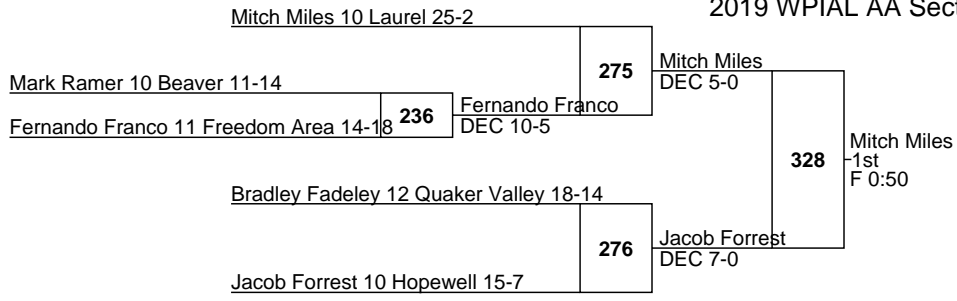 2019 WPIAL AA Sect
Mitch Miles 10 Laurel 25-2
275
Mitch Miles
DEC 5-0
Mark Ramer 10 Beaver 11-14
236
Fernando Franco
DEC 10-5
Fernando Franco 11 Freedom Area 14-18
328
Mitch Miles
1st
F 0:50
Bradley Fadeley 12 Quaker Valley 18-14
276
Jacob Forrest
DEC 7-0
Jacob Forrest 10 Hopewell 15-7